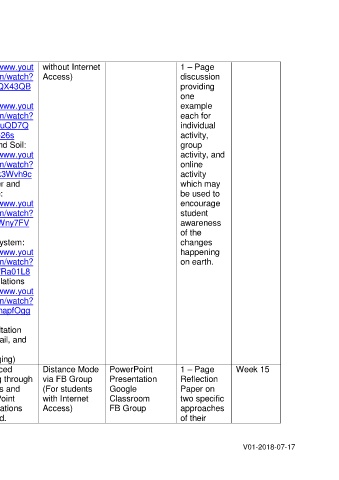 www.yout
n/watch?
QX43QB
www.yout
n/watch?
uQD7Q
26s
nd Soil:
www.yout
n/watch?
k3Wvh9c
er and
:
www.yout
n/watch?
Wny7FV
ystem:
www.yout
n/watch?
Ra01L8
lations
www.yout
n/watch?
napfOqg
tation
ail, and
ging)
without Internet
Access)
1 – Page
discussion
providing
one
example
each for
individual
activity,
group
activity, and
online
activity
which may
be used to
encourage
student
awareness
of the
changes
happening
on earth.
ced
g through
s and
Point
ations
d.
Distance Mode
via FB Group
(For students
with Internet
Access)
PowerPoint
Presentation
Google
Classroom
FB Group
1 – Page
Reflection
Paper on
two specific
approaches
of their
Week 15
V01-2018-07-17